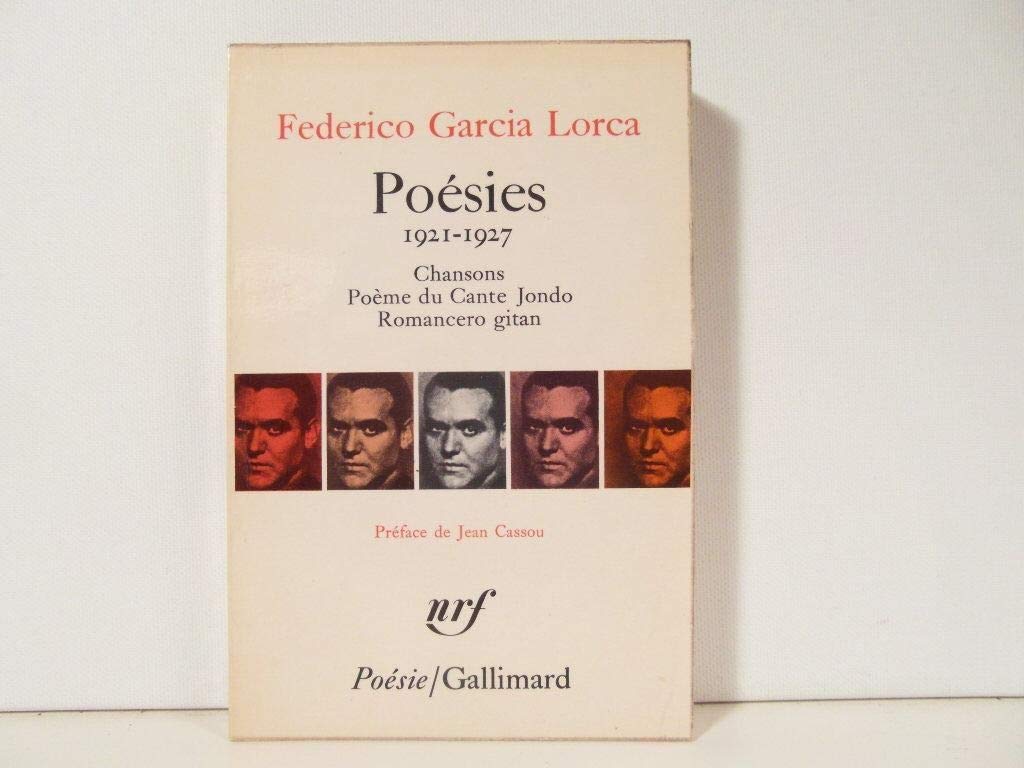 Federico Garcia Lorca
Poésies
1921-1927
Chansons
Poème du Cante Jondo
Romancero gitan
Préface de Jean Cassou
nrf
Poésie/Gallimard